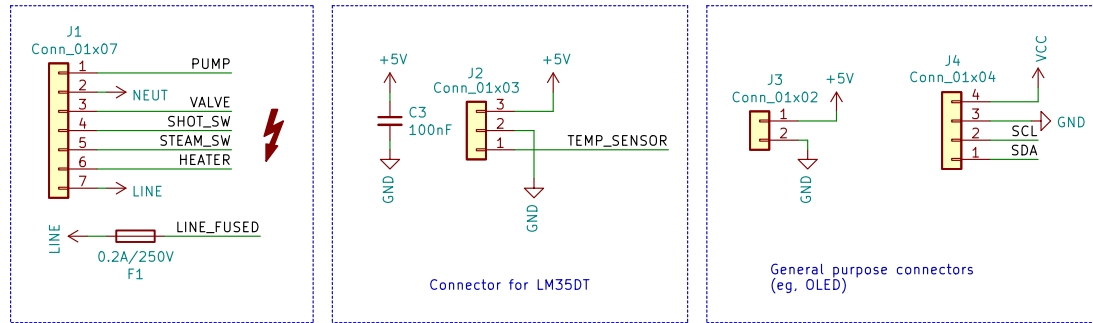 J1
Conn_01x07
1 PUMP
2 NEUT
3 VALVE
4 SHOT_SW
5 STEAM_SW
6 HEATER
7 LINE
LINE LINE_FUSED
0.2A/250V
F1
+5V
C3
100nF
GND
J2
Conn_01x03
+5V
3
2
1 TEMP_SENSOR
GND
Connector for LM35DT
J3
Conn_01x02
+5V
1
2
GND
J4
Conn_01x04
VCC
4
3 GND
2 SCL
1 SDA
General purpose connectors
(eg, OLED)